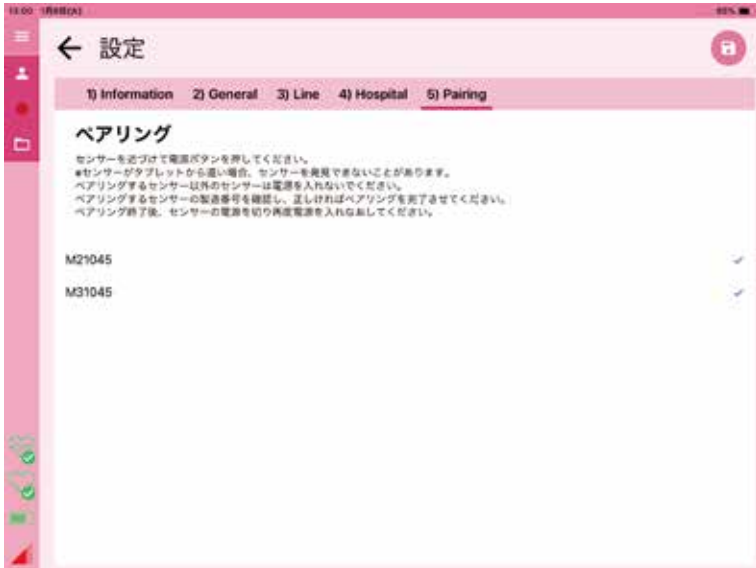 13:00 1月8日(火)
設定
1) Information 2) General 3) Line 4) Hospital 5) Pairing
ペアリング
センサーを近づけて電源ボタンを押してください。
※センサーがタブレットから遠い場合、センサーを発見できないことがあります。
ペアリングするセンサー以外のセンサーは電源を入れないでください。
ペアリングするセンサーの製造番号を確認し、正しければペアリングを完了させてください。
ペアリング終了後、センサーの電源を切り再度電源を入れなおしてください。
M21045
M31045